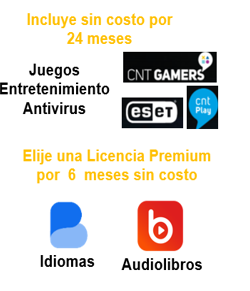 Incluye sin costo por
24 meses
Juegos
Entretenimiento
Antivirus
CNT GAMERS
eseT
cnt
Play
Elije una Licencia Premium
por 6 meses sin costo
Idiomas
Audiolibros